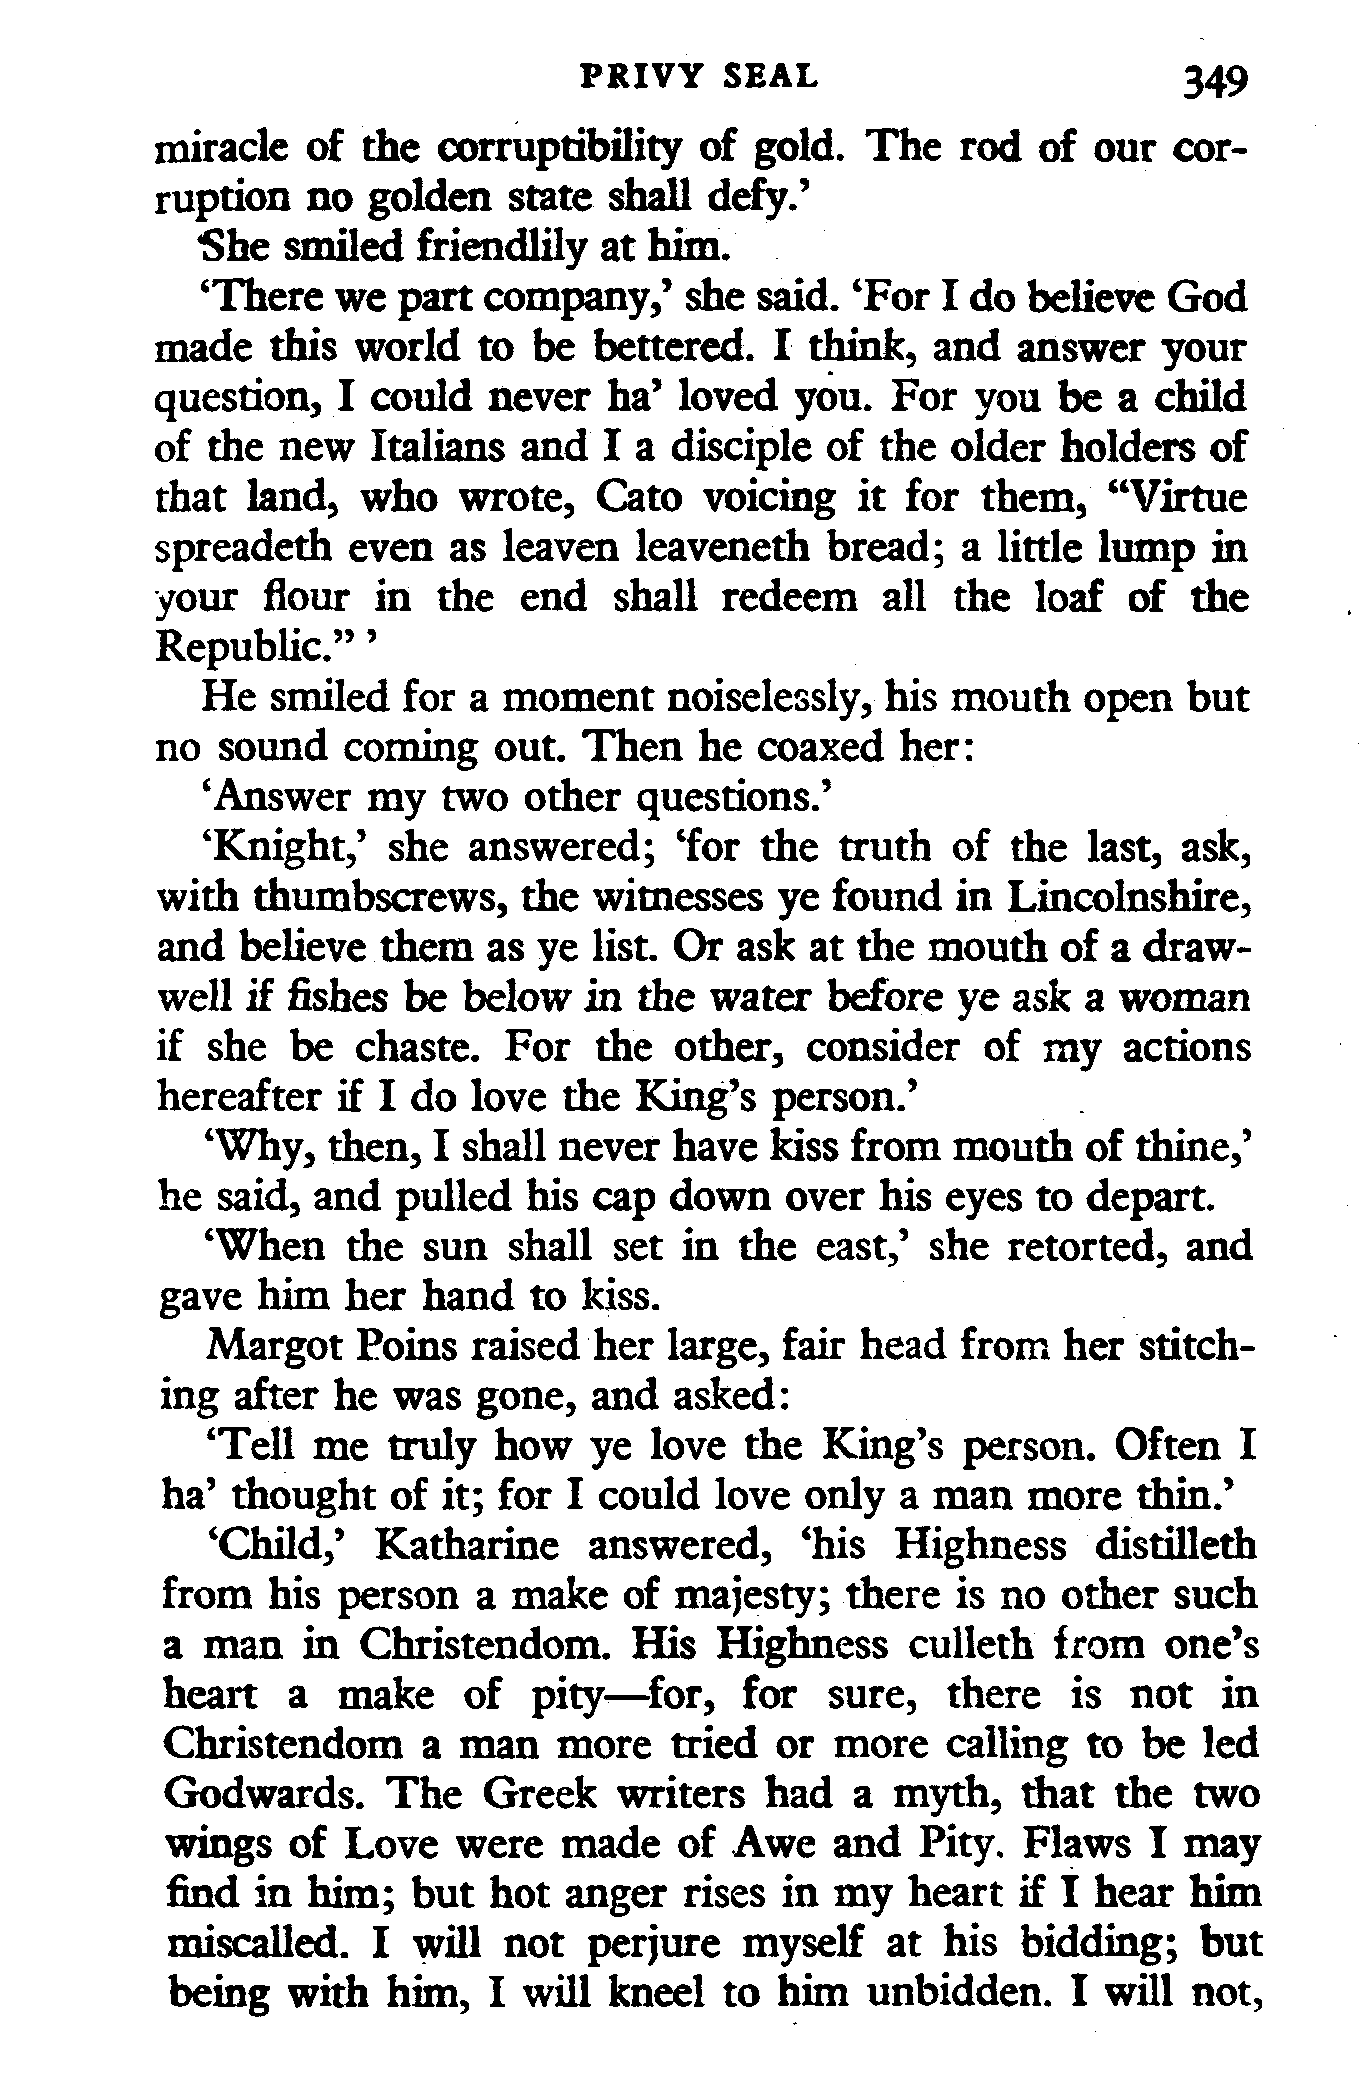 PRIVY SEAL 349
miracle of the corruptibility of gold. The rod of our cor-
ruption no golden state shall defy.’
She smiled friendlily at him.
‘There we part company,’ she said. ‘For I do believe God
made this world to be bettered. I think, and answer your
question, I could never ha’ loved you. For you be a child
of the new Italians and I a disciple of the older holders of
that land, who wrote, Cato voicing it for them, “Virtue
spreadeth even as leaven leaveneth bread; a little lump in
your flour in the end shall redeem all the loaf of the
Republic.” ’
He smiled for a moment noiselessly, his mouth open but
no sound coming out. Then he coaxed her:
‘Answer my two other questions.’
‘Knight,’ she answered; ‘for the truth of the last, ask,
with thumbscrews, the witnesses ye found in Lincolnshire,
and believe them as ye list. Or ask at the mouth of a draw-
well if fishes be below in the water before ye ask a woman
if she be chaste. For the other, consider of my actions
hereafter if I do love the King’s person.’
‘Why, then, I shall never have kiss from mouth of thine,’
he said, and pulled his cap down over his eyes to depart.
‘When the sun shall set in the east,’ she retorted, and
gave him her hand to kiss.
Margot Poins raised her large, fair head from her stitch-
ing after he was gone, and asked:
‘Tell me truly how ye love the King’s person. Often I
ha’ thought of it; for I could love only a man more thin.’
‘Child,’ Katharine answered, ‘his Highness distilleth
from his person a make of majesty; there is no other such
a man in Christendom. His Highness culleth from one’s
heart a make of pity—for, for sure, there is not in
Christendom a man more tried or more calling to be led
Godwards. The Greek writers had a myth, that the two
wings of Love were made of Awe and Pity. Flaws I may
find in him; but hot anger rises in my heart if I hear him
miscalled. I will not perjure myself at his bidding; but
being with him, I will kneel to him unbidden. I will not,